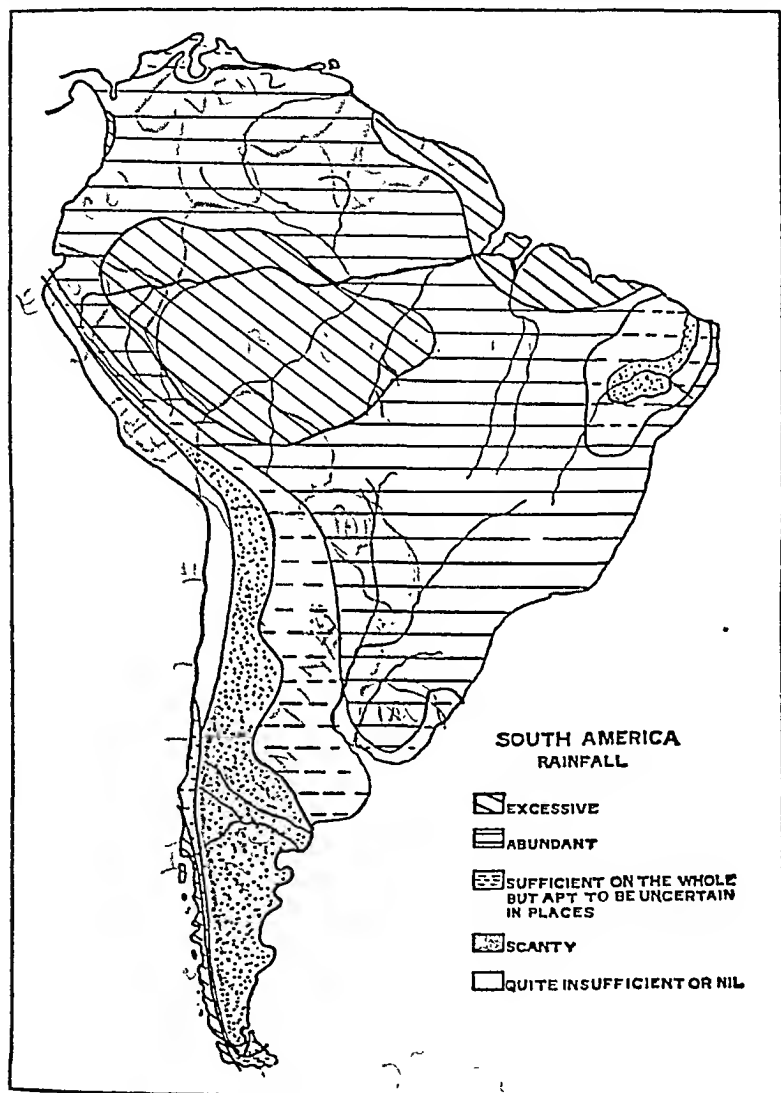 SOUTH AMERICA
RAINFALL
EXCESSIVE
ABUNDANT
SUFFICIENT ON THE WHOLE
BUT APT TO BE UNCERTAIN
IN PLACES
SCANTY
QUITE INSUFFICIENT OR NIL